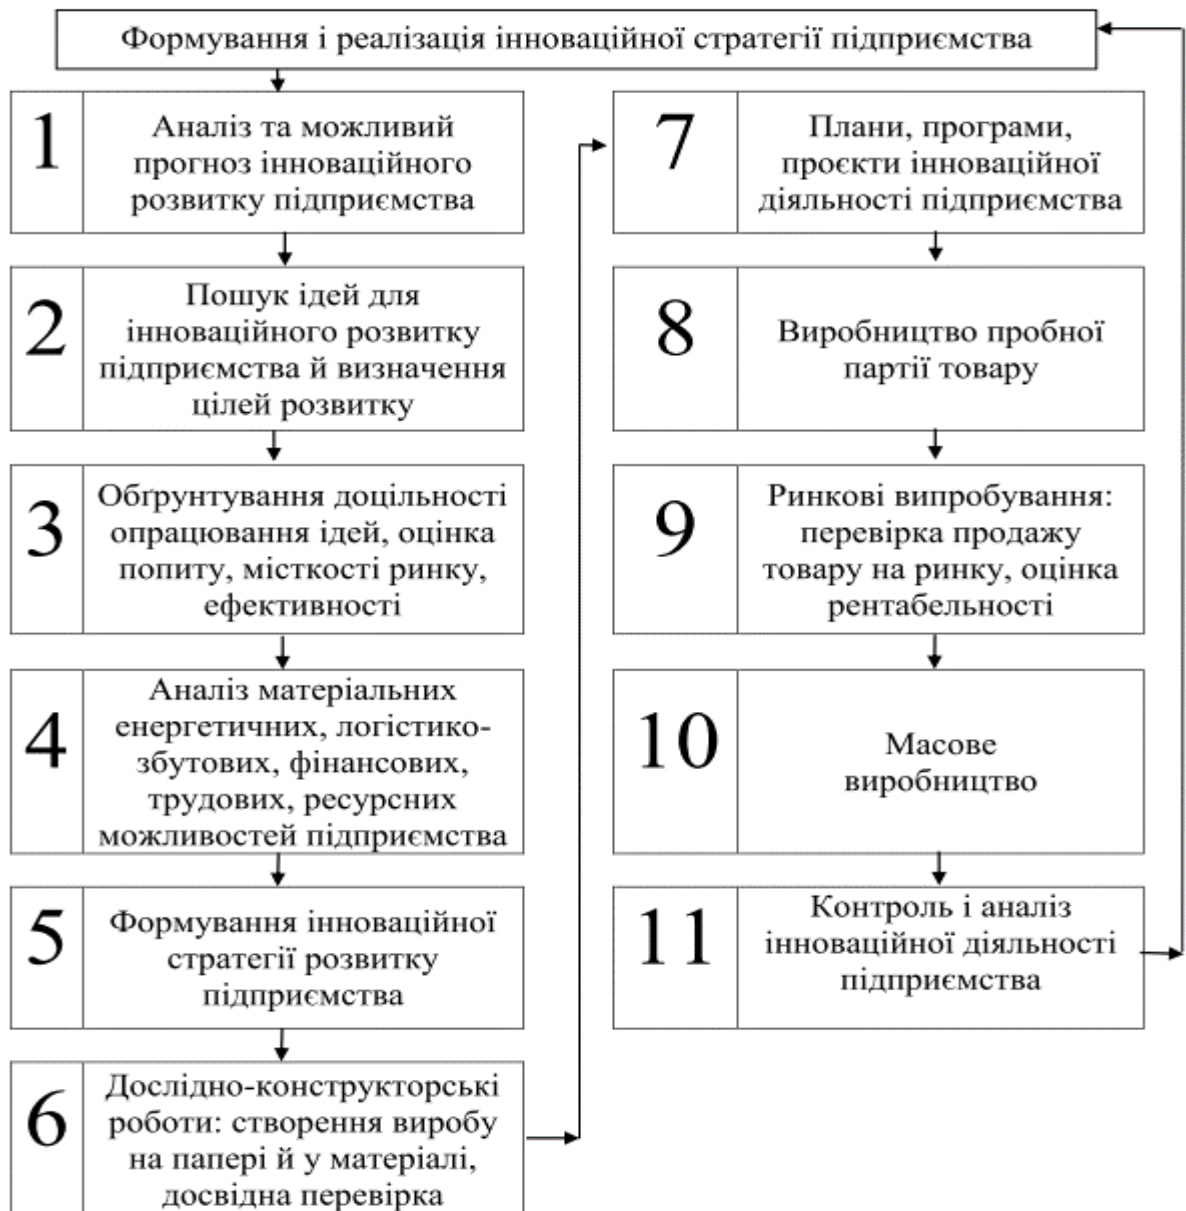 Формування і реалізація інноваційної стратегії підприємства
1
Аналіз та можливий
прогноз інноваційного
розвитку підприємства
2
Пошук ідей для
інноваційного розвитку
підприємства й визначення
цілей розвитку
3
Обґрунтування доцільності
опрацювання ідей, оцінка
попиту, місткості ринку,
ефективності
4
Аналіз матеріальних
енергетичних, логістико-
збутових, фінансових,
трудових, ресурсних
можливостей підприємства
5
Формування інноваційної
стратегії розвитку
підприємства
6
Дослідно-конструкторські
роботи: створення виробу
на папері й у матеріалі,
досвідна перевірка
7
Плани, програми,
проєкти інноваційної
діяльності підприємства
8
Виробництво пробної
партії товару
9
Ринкові випробування:
перевірка продажу
товару на ринку, оцінка
рентабельності
10
Масове
виробництво
11
Контроль і аналіз
інноваційної діяльності
підприємства